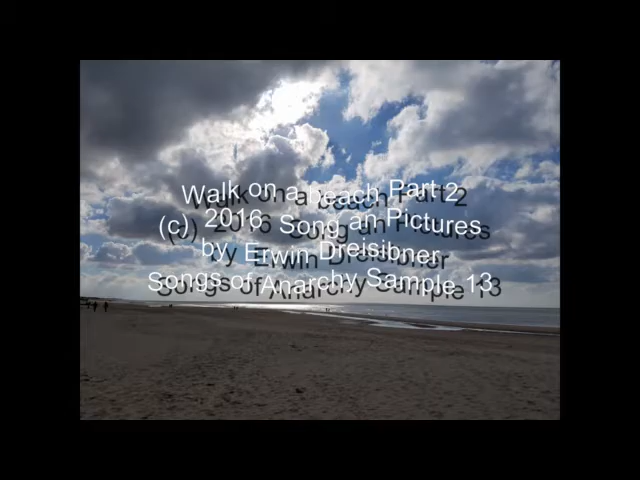 Walk on a beach Part 2
(c) 2016 Song an Pictures
by Erwin Dreisibner
Songs of Anarchy Sample 13